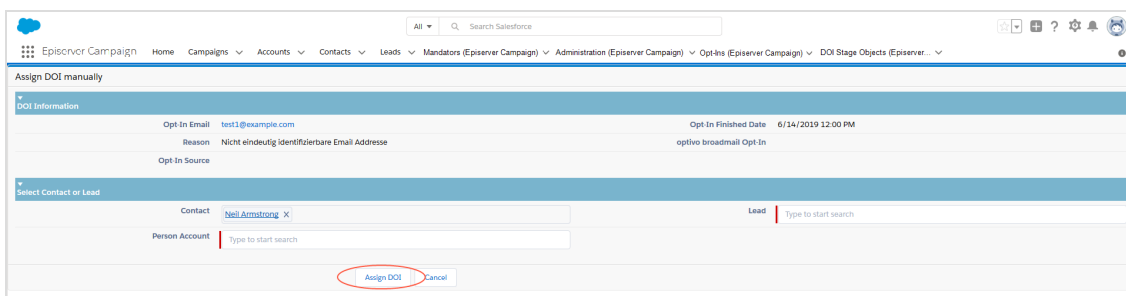 All Search Salesforce
Episerver Campaign Home Campaigns Accounts Contacts Leads Mandators (Episerver Campaign) Administration (Episerver Campaign) Opt-Ins (Episerver Campaign) DOI Stage Objects (Episerver...
Assign DOI manually
DOI Information
Opt-In Email test1@example.com Opt-In Finished Date 6/14/2019 12:00 PM
Reason Nicht eindeutig identifizierbare Email Addresse optivo broadmail Opt-In
Opt-In Source
Select Contact or Lead
Contact Neil Armstrong X Lead Type to start search
Person Account Type to start search
Assign DOI Cancel